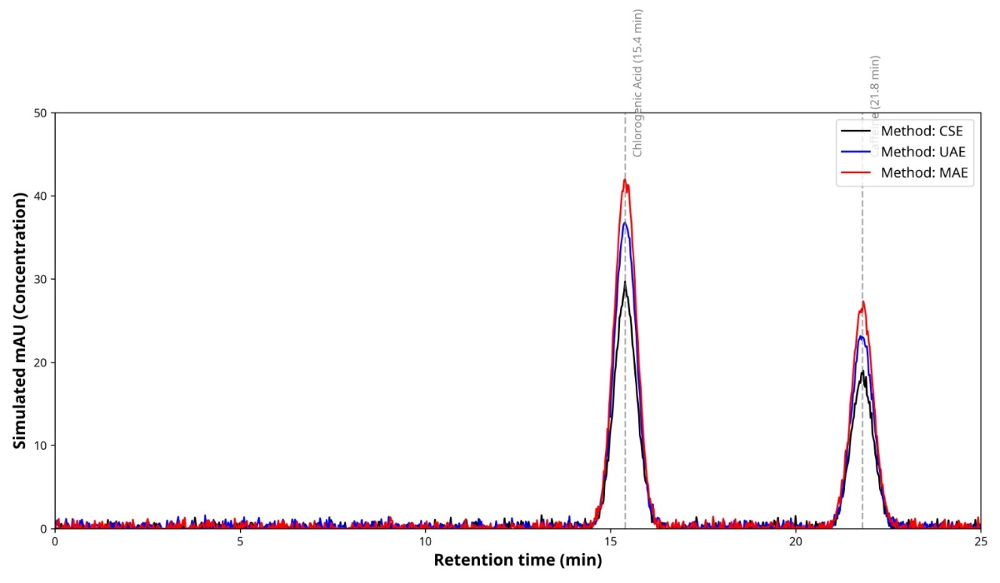 Chlorogenic Acid (15.4 min)
Caffeine (21.8 min)
Method: CSE
Method: UAE
Method: MAE
50
40
30
20
10
0
Simulated mAU (Concentration)
0
5
10
15
20
25
Retention time (min)